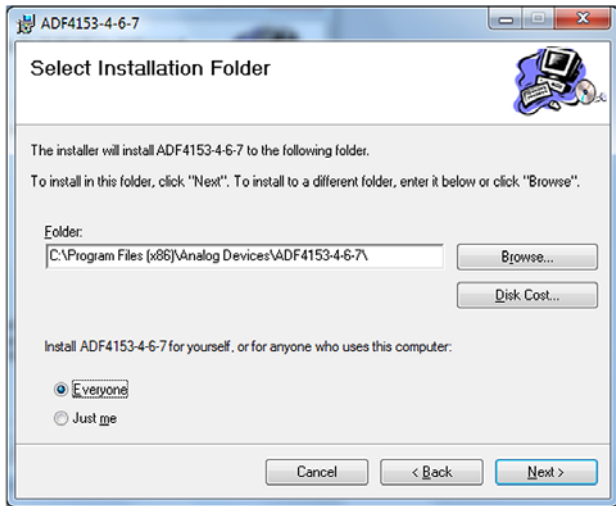 ADF4153-4-6-7
Select Installation Folder
The installer will install ADF4153-4-6-7 to the following folder.
To install in this folder, click "Next". To install to a different folder, enter it below or click "Browse".
Folder:
C:\Program Files (x86)\Analog Devices\ADF4153-4-6-7\
Browse...
Disk Cost...
Install ADF4153-4-6-7 for yourself, or for anyone who uses this computer:
Everyone
Just me
Cancel
< Back
Next >